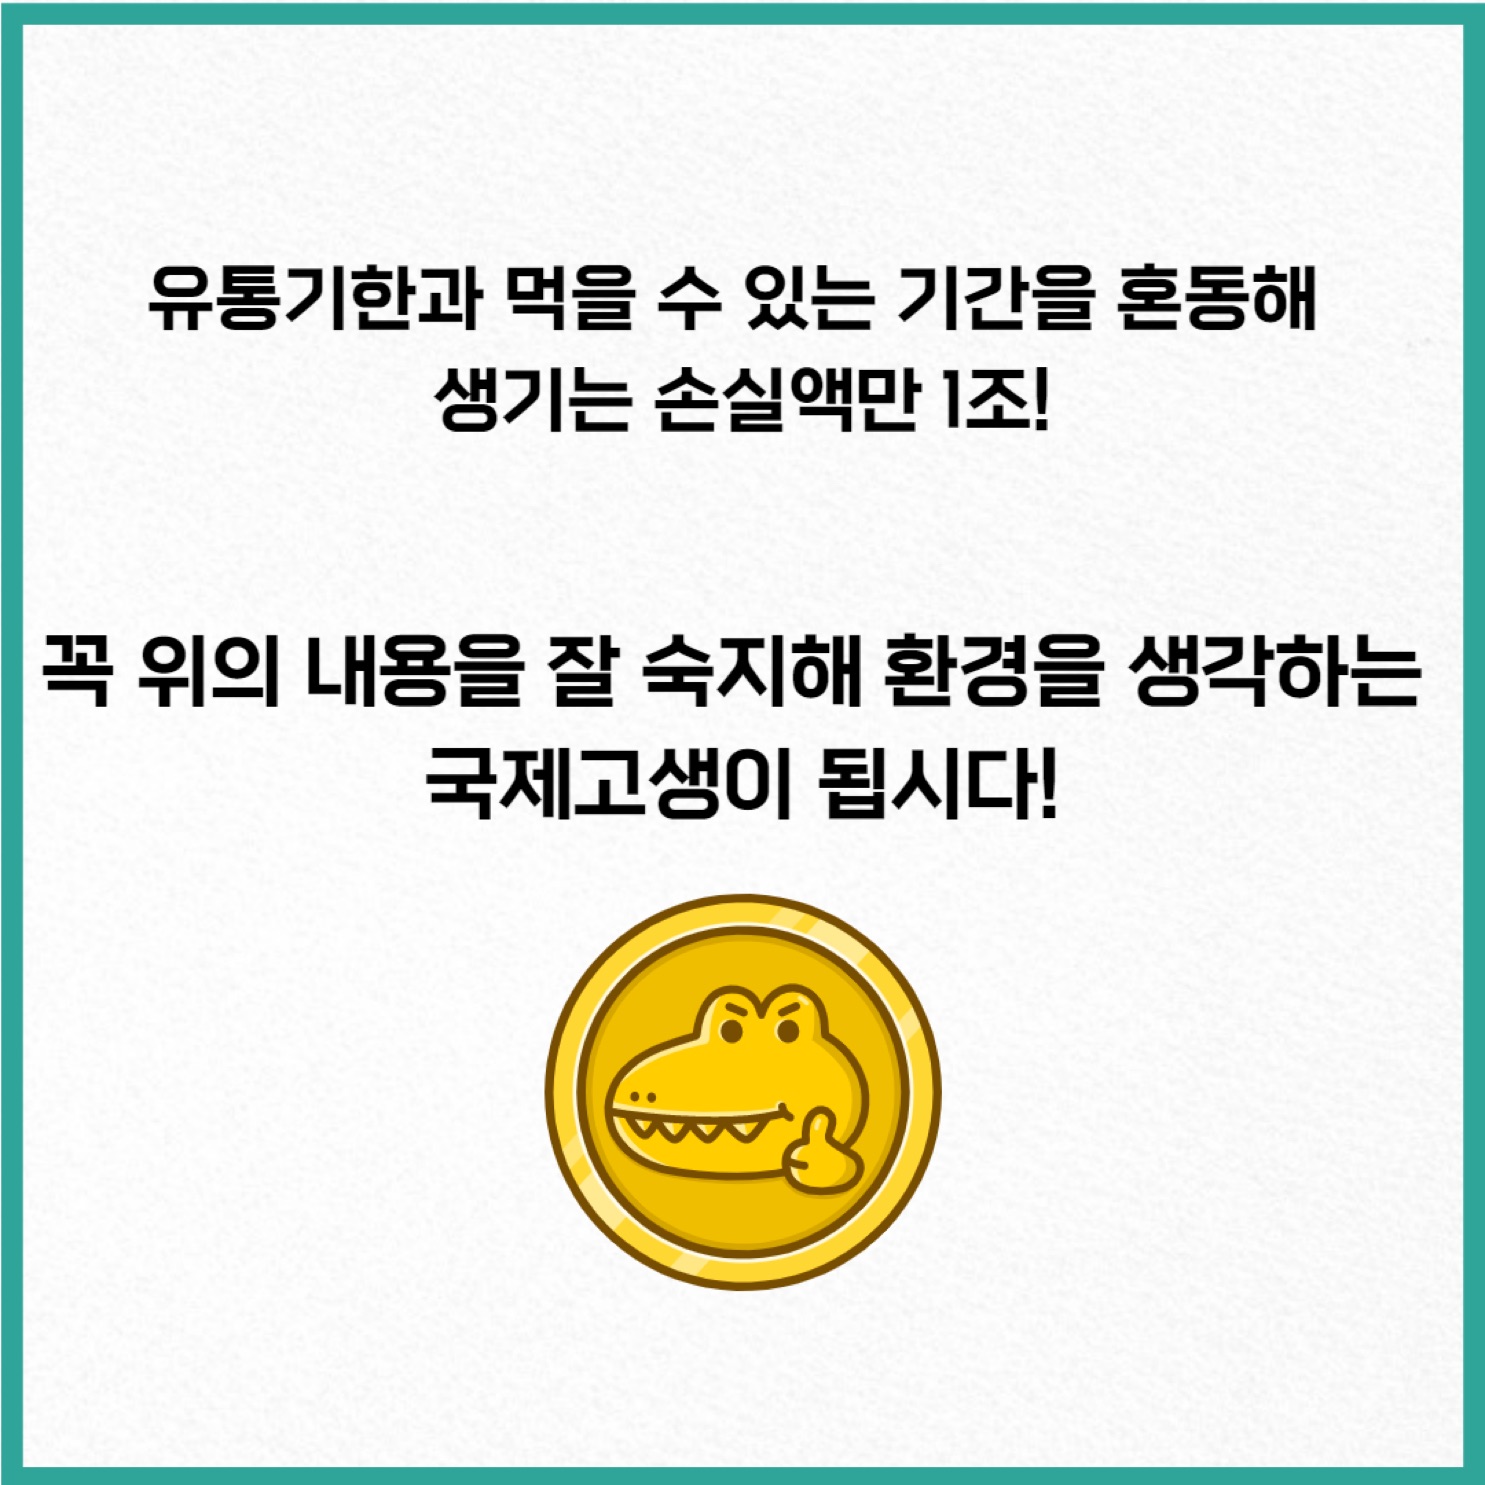 유통기한과 먹을 수 있는 기간을 혼동해
생기는 손실액만 1조!
꼭 위의 내용을 잘 숙지해 환경을 생각하는
국제고생이 됩시다!